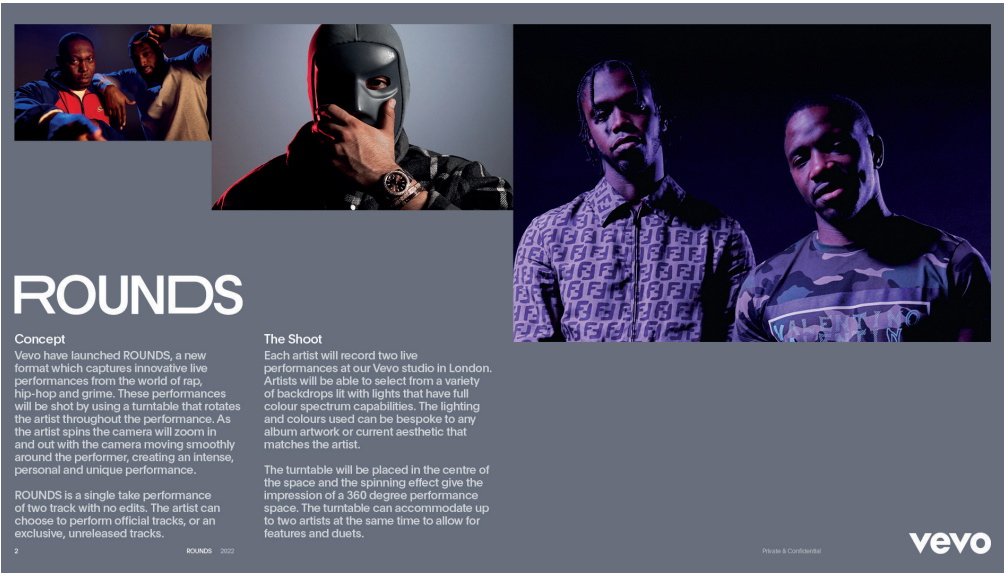 VALENTINO
ROUNDS
Concept
Vevo have launched ROUNDS, a new
format which captures innovative live
performances from the world of rap,
hip-hop and grime. These performances
will be shot by using a turntable that rotates
the artist throughout the performance. As
the artist spins the camera will zoom in
and out with the camera moving smoothly
around the performer, creating an intense,
personal and unique performance.
ROUNDS is a single take performance
of two track with no edits. The artist can
choose to perform official tracks, or an
exclusive, unreleased tracks.
The Shoot
Each artist will record two live
performances at our Vevo studio in London.
Artists will be able to select from a variety
of backdrops lit with lights that have full
colour spectrum capabilities. The lighting
and colours used can be bespoke to any
album artwork or current aesthetic that
matches the artist.
The turntable will be placed in the centre of
the space and the spinning effect give the
impression of a 360 degree performance
space. The turntable can accommodate up
to two artists at the same time to allow for
features and duets.
2
ROUNDS 2022
Private & Confidential
vevo